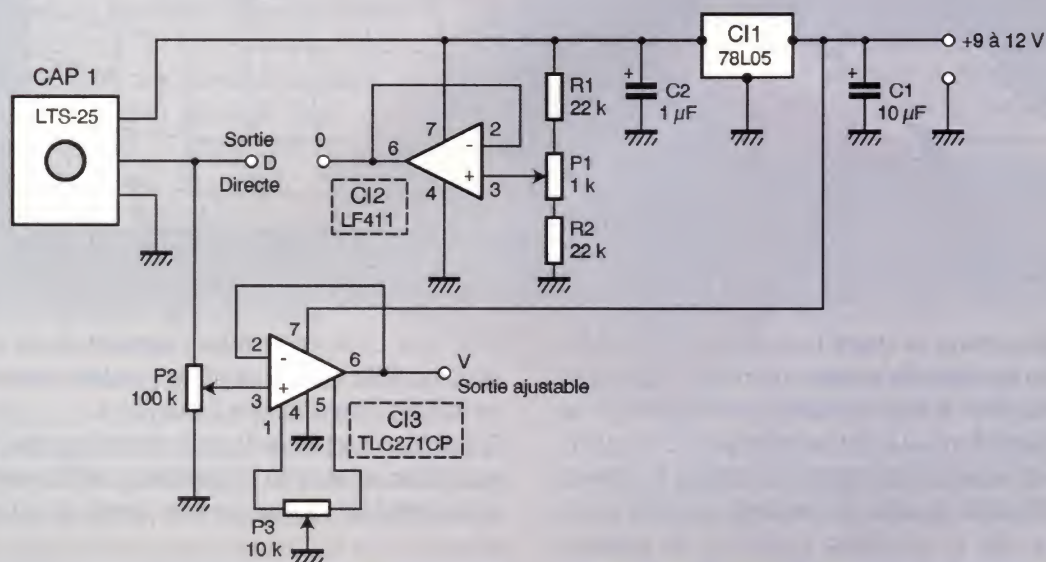 CAP 1
LTS-25
Sortie
D
Directe
0
6
7
4
2
-
+
3
CI2
LF411
R1
22 k
P1
1 k
R2
22 k
+
C2
1 µF
CI1
78L05
+
C1
10 µF
+9 à 12 V
P2
100 k
2
-
+
3
1
7
4
5
6
V
Sortie ajustable
CI3
TLC271CP
P3
10 k